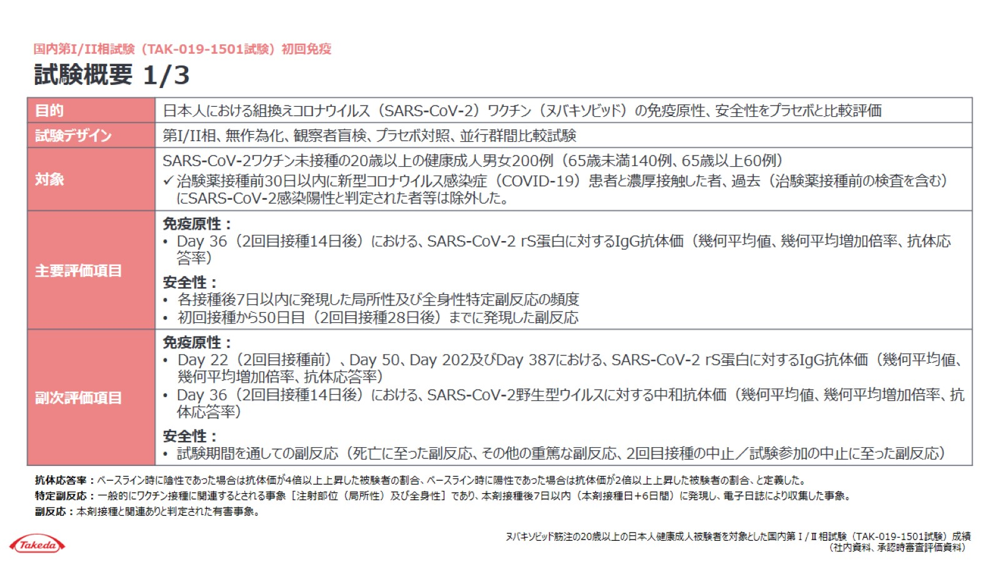 国内第I/II相試験（TAK-019-1501試験）初回免疫
試験概要 1/3
目的
日本人における組換えコロナウイルス（SARS-CoV-2）ワクチン（ヌバキソビッド）の免疫原性、安全性をプラセボと比較評価
試験デザイン
第I/II相、無作為化、観察者盲検、プラセボ対照、並行群間比較試験
対象
SARS-CoV-2ワクチン未接種の20歳以上の健康成人男女200例（65歳未満140例、65歳以上60例）
✓治験薬接種前30日以内に新型コロナウイルス感染症（COVID-19）患者と濃厚接触した者、過去（治験薬接種前の検査を含む）
にSARS-CoV-2感染陽性と判定された者等は除外した。
主要評価項目
免疫原性：
• Day 36（2回目接種14日後）における、SARS-CoV-2 rS蛋白に対するIgG抗体価（幾何平均値、幾何平均増加倍率、抗体応
答率）
安全性：
• 各接種後7日以内に発現した局所性及び全身性特定副反応の頻度
• 初回接種から50日目（2回目接種28日後）までに発現した副反応
副次評価項目
免疫原性：
• Day 22（2回目接種前）、Day 50、Day 202及びDay 387における、SARS-CoV-2 rS蛋白に対するIgG抗体価（幾何平均値、
幾何平均増加倍率、抗体応答率）
• Day 36（2回目接種14日後）における、SARS-CoV-2野生型ウイルスに対する中和抗体価（幾何平均値、幾何平均増加倍率、抗
体応答率）
安全性：
• 試験期間を通しての副反応（死亡に至った副反応、その他の重篤な副反応、2回目接種の中止／試験参加の中止に至った副反応）
抗体応答率：ベースライン時に陰性であった場合は抗体価が4倍以上上昇した被験者の割合、ベースライン時に陽性であった場合は抗体価が2倍以上上昇した被験者の割合、と定義した。
特定副反応：一般的にワクチン接種に関連するとされる事象［注射部位（局所性）及び全身性］であり、本剤接種後7日以内（本剤接種日+6日間）に発現し、電子日誌により収集した事象。
副反応：本剤接種と関連ありと判定された有害事象。
Takeda
ヌバキソビッド筋注の20歳以上の日本人健康成人被験者を対象とした国内第Ⅰ/Ⅱ相試験（TAK-019-1501試験）成績
（社内資料、承認時審査評価資料）